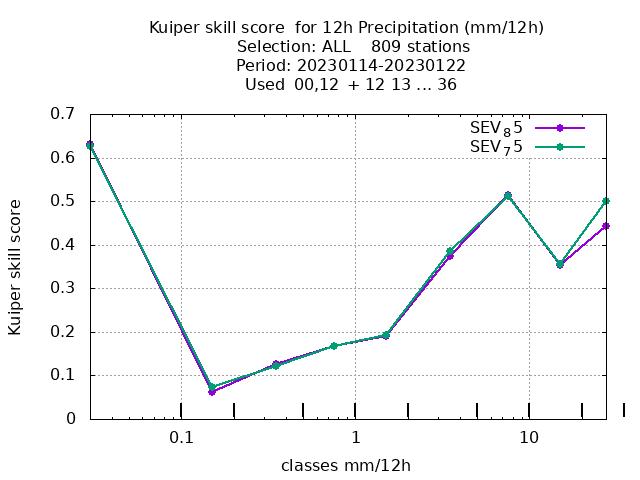 Kuiper skill score  for 12h Precipitation (mm/12h)
Selection: ALL    809 stations
Period: 20230114-20230122
Used  00,12  + 12 13 ... 36
0.7
SEV₈5
SEV₇5
0.6
0.5
0.4
0.3
0.2
0.1
0
Kuiper skill score
0.1
1
10
classes mm/12h